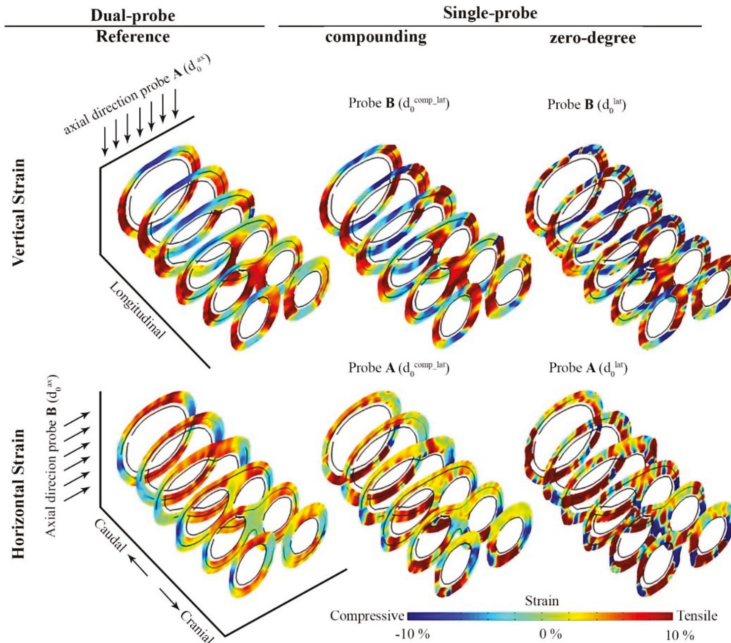 Dual-probe Single-probe
Reference compounding zero-degree
axial direction probe A (d₀ᵃˣ)
Probe B (d₀ᶜᵒᵐᵖ_ˡᵃᵗ) Probe B (d₀ˡᵃᵗ)
Vertical Strain
Longitudinal
Probe A (d₀ᶜᵒᵐᵖ_ˡᵃᵗ) Probe A (d₀ˡᵃᵗ)
Horizontal Strain
Axial direcion probe B (d₀ᵃˣ)
Caudal
Cranial
Strain
Compressive Tensile
-10 % 0 % 10 %